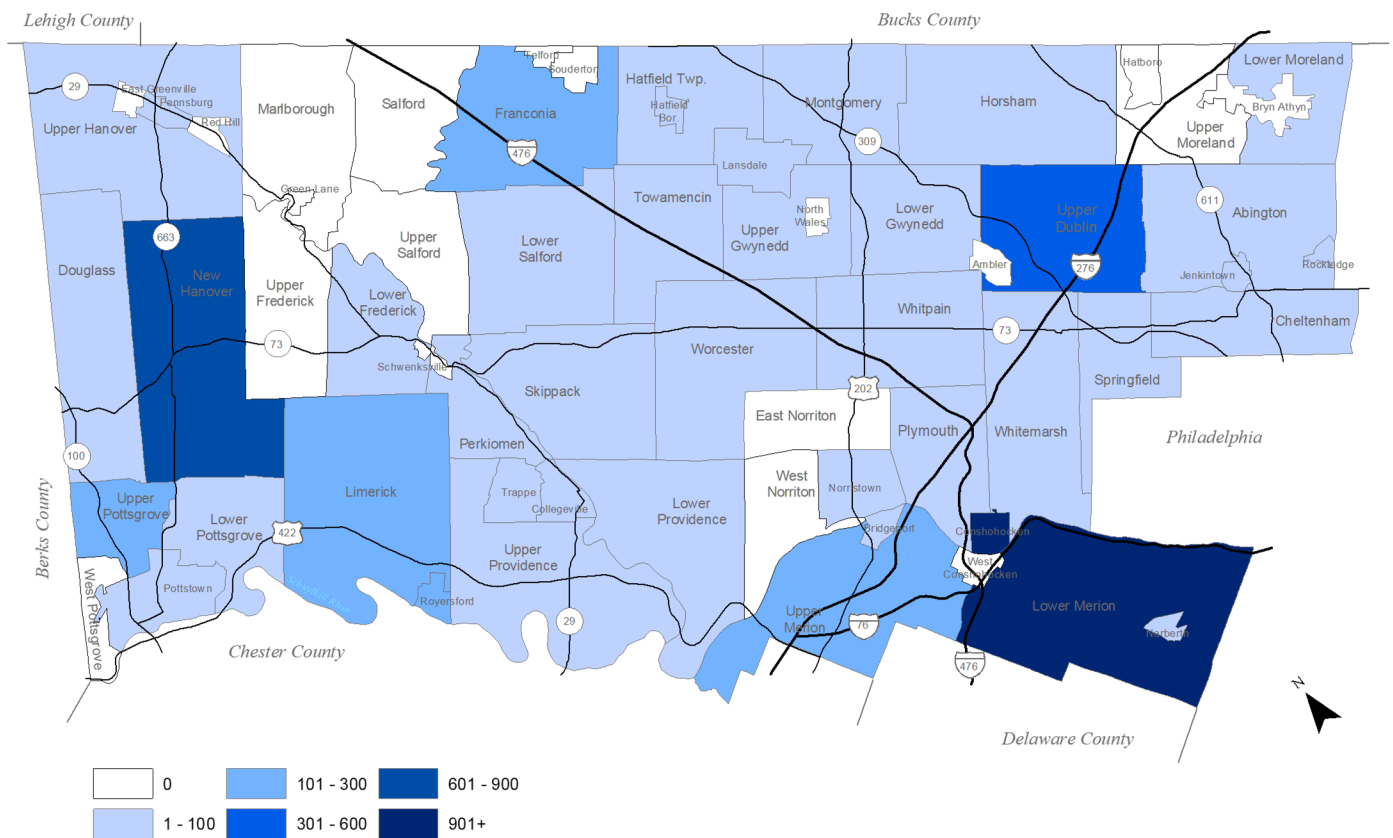 Lehigh County
Bucks County
Telford
Souderton
Hatboro
Lower Moreland
29
East Greenville
Pennsburg
Red Hill
Upper Hanover
Marlborough
Salford
Franconia
476
Hatfield Twp.
Hatfield
Bor.
Montgomery
309
Horsham
Upper
Moreland
Bryn Athyn
Lansdale
Green Lane
Towamencin
North
Wales
Upper
Gwynedd
Lower
Gwynedd
Upper
Dublin
611
Abington
663
New
Hanover
Douglass
Upper
Salford
Lower
Salford
Ambler
276
Jenkintown
Rockledge
Upper
Frederick
Lower
Frederick
Whitpain
73
Cheltenham
73
Schwenksville
Worcester
Skippack
202
Springfield
East Norriton
Plymouth
Whitemarsh
Philadelphia
100
Perkiomen
Berks County
Upper
Pottsgrove
Lower
Pottsgrove
422
Limerick
Trappe
Collegeville
Lower
Providence
West
Norriton
Norristown
Bridgeport
Conshohocken
West
Conshohocken
Upper
Providence
West Pottsgrove
Pottstown
Schuylkill River
Royersford
29
Upper
Merion
76
Lower Merion
Narberth
476
Chester County
Delaware County
N
0
101 - 300
601 - 900
1 - 100
301 - 600
901+